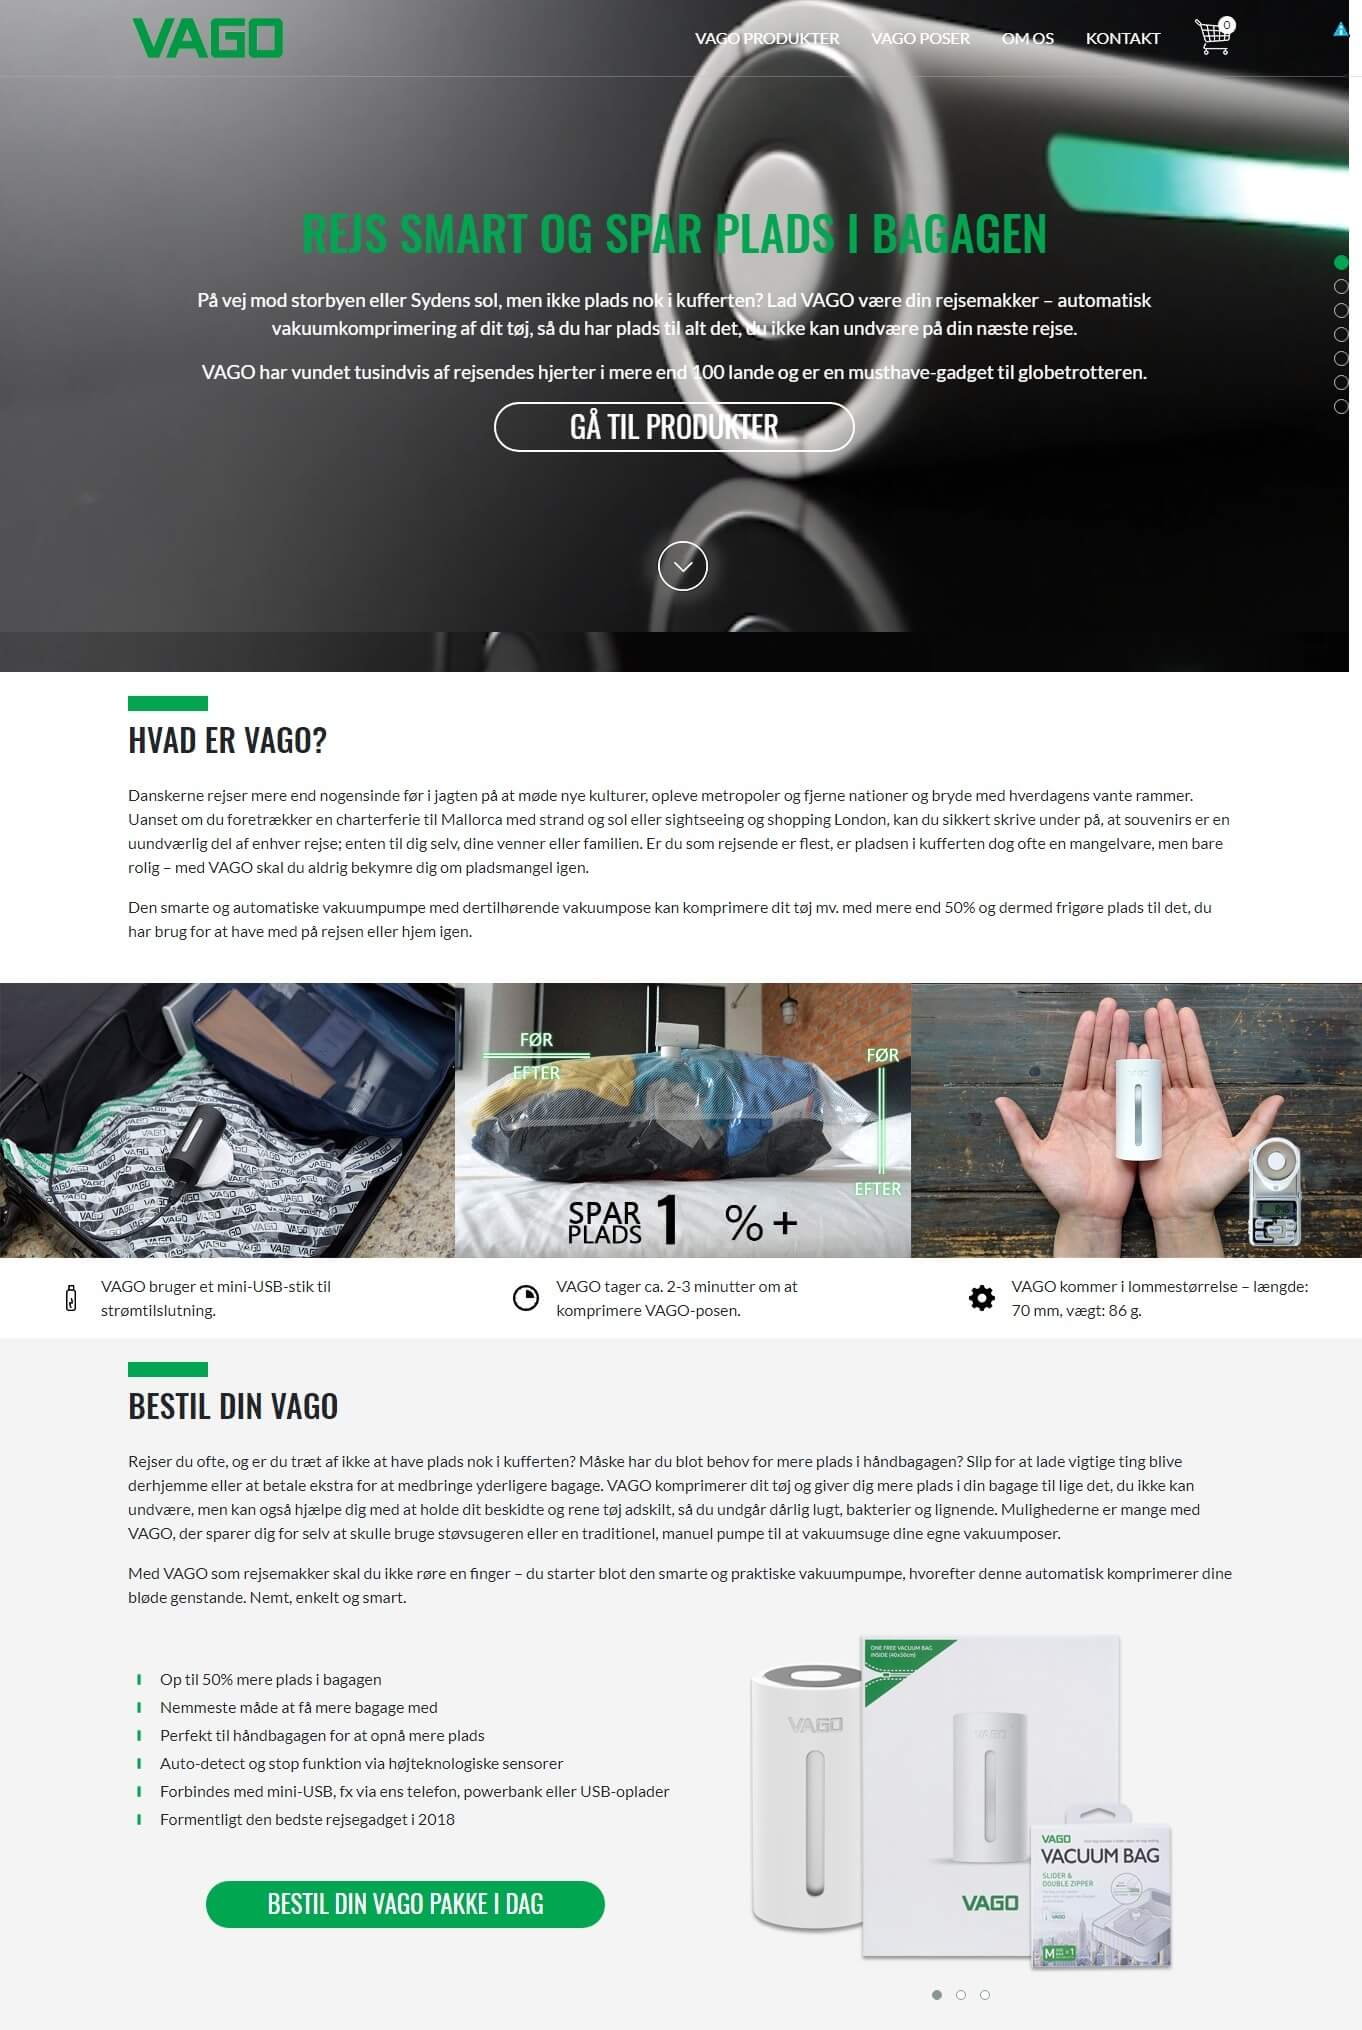 VAGO
VAGO PRODUKTER
VAGO POSER
OM OS
KONTAKT
0
REJS SMART OG SPAR PLADS I BAGAGEN
På vej mod storbyen eller Sydens sol, men ikke plads nok i kufferten? Lad VAGO være din rejsemakker – automatisk
vakuumkomprimering af dit tøj, så du har plads til alt det, du ikke kan undvære på din næste rejse.
VAGO har vundet tusindvis af rejsendes hjerter i mere end 100 lande og er en musthave-gadget til globetrotteren.
GÅ TIL PRODUKTER
HVAD ER VAGO?
Danskerne rejser mere end nogensinde før i jagten på at møde nye kulturer, opleve metropoler og fjerne nationer og bryde med hverdagens vante rammer.
Uanset om du foretrækker en charterferie til Mallorca med strand og sol eller sightseeing og shopping London, kan du sikkert skrive under på, at souvenirs er en
uundværlig del af enhver rejse; enten til dig selv, dine venner eller familien. Er du som rejsende er flest, er pladsen i kufferten dog ofte en mangelvare, men bare
rolig – med VAGO skal du aldrig bekymre dig om pladsmangel igen.
Den smarte og automatiske vakuumpumpe med dertilhørende vakuumpose kan komprimere dit tøj mv. med mere end 50% og dermed frigøre plads til det, du
har brug for at have med på rejsen eller hjem igen.
FØR
EFTER
FØR
EFTER
SPAR
PLADS
1 % +
VAGO bruger et mini-USB-stik til
strømtilslutning.
VAGO tager ca. 2-3 minutter om at
komprimere VAGO-posen.
VAGO kommer i lommestørrelse – længde:
70 mm, vægt: 86 g.
BESTIL DIN VAGO
Rejser du ofte, og er du træt af ikke at have plads nok i kufferten? Måske har du blot behov for mere plads i håndbagagen? Slip for at lade vigtige ting blive
derhjemme eller at betale ekstra for at medbringe yderligere bagage. VAGO komprimerer dit tøj og giver dig mere plads i din bagage til lige det, du ikke kan
undvære, men kan også hjælpe dig med at holde dit beskidte og rene tøj adskilt, så du undgår dårlig lugt, bakterier og lignende. Mulighederne er mange med
VAGO, der sparer dig for selv at skulle bruge støvsugeren eller en traditionel, manuel pumpe til at vakuumsuge dine egne vakuumposer.
Med VAGO som rejsemakker skal du ikke røre en finger – du starter blot den smarte og praktiske vakuumpumpe, hvorefter denne automatisk komprimerer dine
bløde genstande. Nemt, enkelt og smart.
Op til 50% mere plads i bagagen
Nemmeste måde at få mere bagage med
Perfekt til håndbagagen for at opnå mere plads
Auto-detect og stop funktion via højteknologiske sensorer
Forbindes med mini-USB, fx via ens telefon, powerbank eller USB-oplader
Formentligt den bedste rejsegadget i 2018
BESTIL DIN VAGO PAKKE I DAG
ONE FREE VACUUM BAG
INSIDE (40x50cm)
VAGO
VAGO
VAGO
VAGO
VACUUM BAG
SLIDER &
DOUBLE ZIPPER
VAGO
M